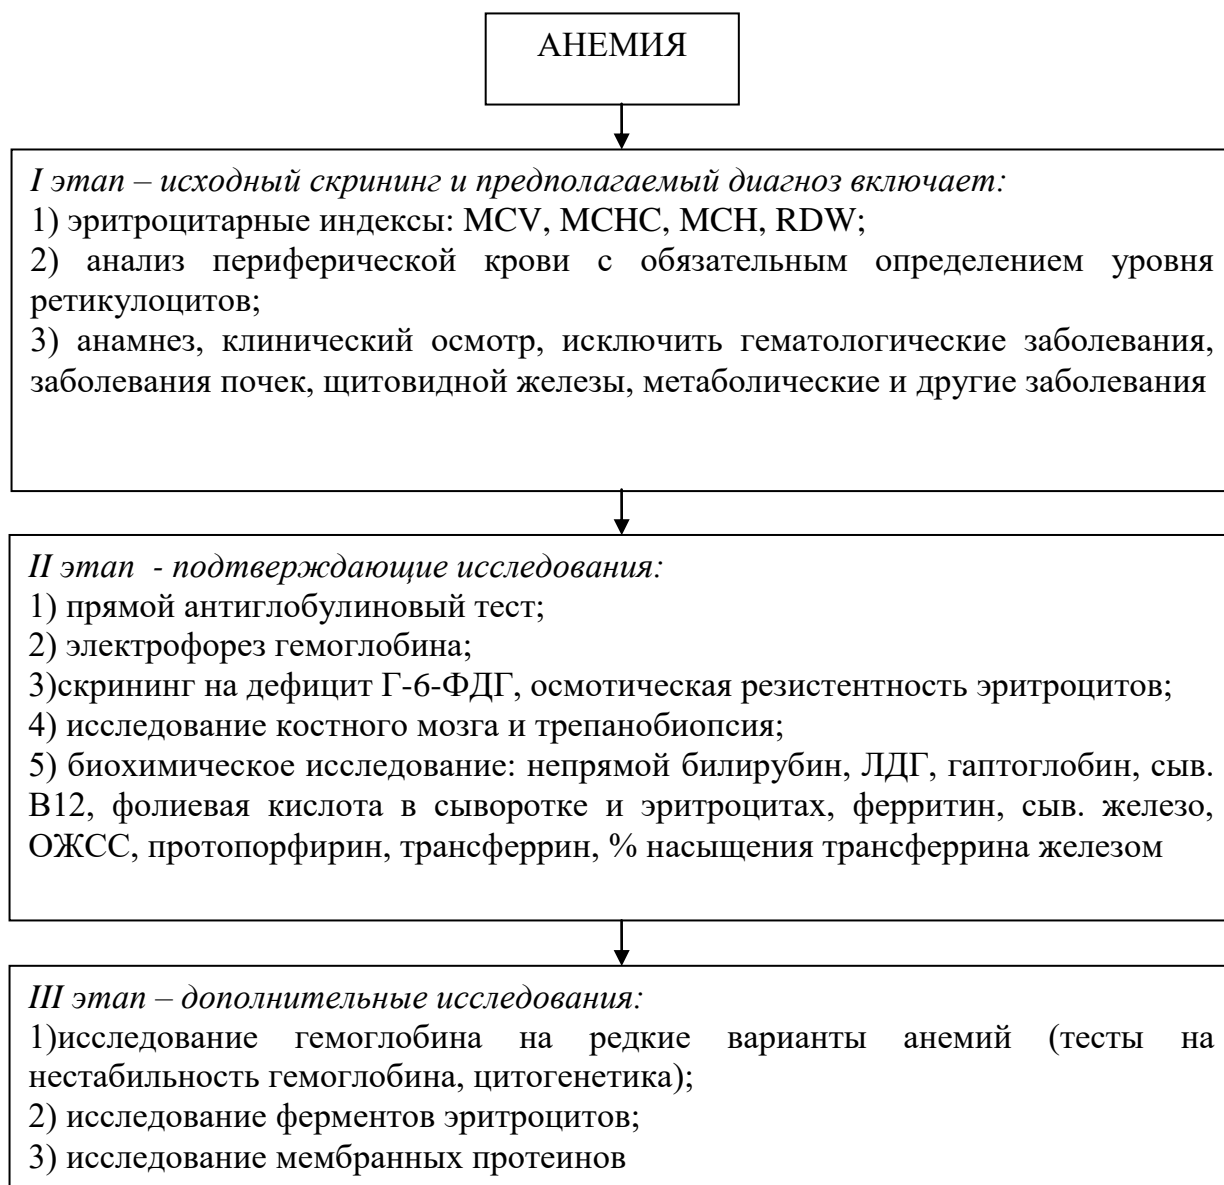 АНЕМИЯ
I этап – исходный скрининг и предполагаемый диагноз включает:
1) эритроцитарные индексы: MCV, MCHC, MCH, RDW;
2) анализ периферической крови с обязательным определением уровня
ретикулоцитов;
3) анамнез, клинический осмотр, исключить гематологические заболевания,
заболевания почек, щитовидной железы, метаболические и другие заболевания
II этап - подтверждающие исследования:
1) прямой антиглобулиновый тест;
2) электрофорез гемоглобина;
3)скрининг на дефицит Г-6-ФДГ, осмотическая резистентность эритроцитов;
4) исследование костного мозга и трепанобиопсия;
5) биохимическое исследование: непрямой билирубин, ЛДГ, гаптоглобин, сыв.
В12, фолиевая кислота в сыворотке и эритроцитах, ферритин, сыв. железо,
ОЖСС, протопорфирин, трансферрин, % насыщения трансферрина железом
III этап – дополнительные исследования:
1)исследование гемоглобина на редкие варианты анемий (тесты на
нестабильность гемоглобина, цитогенетика);
2) исследование ферментов эритроцитов;
3) исследование мембранных протеинов